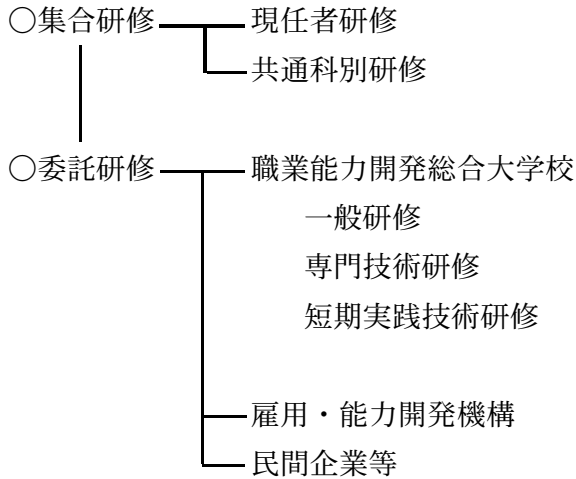 ○集合研修 現任者研修
共通科別研修
○委託研修 職業能力開発総合大学校
一般研修
専門技術研修
短期実践技術研修
雇用・能力開発機構
民間企業等